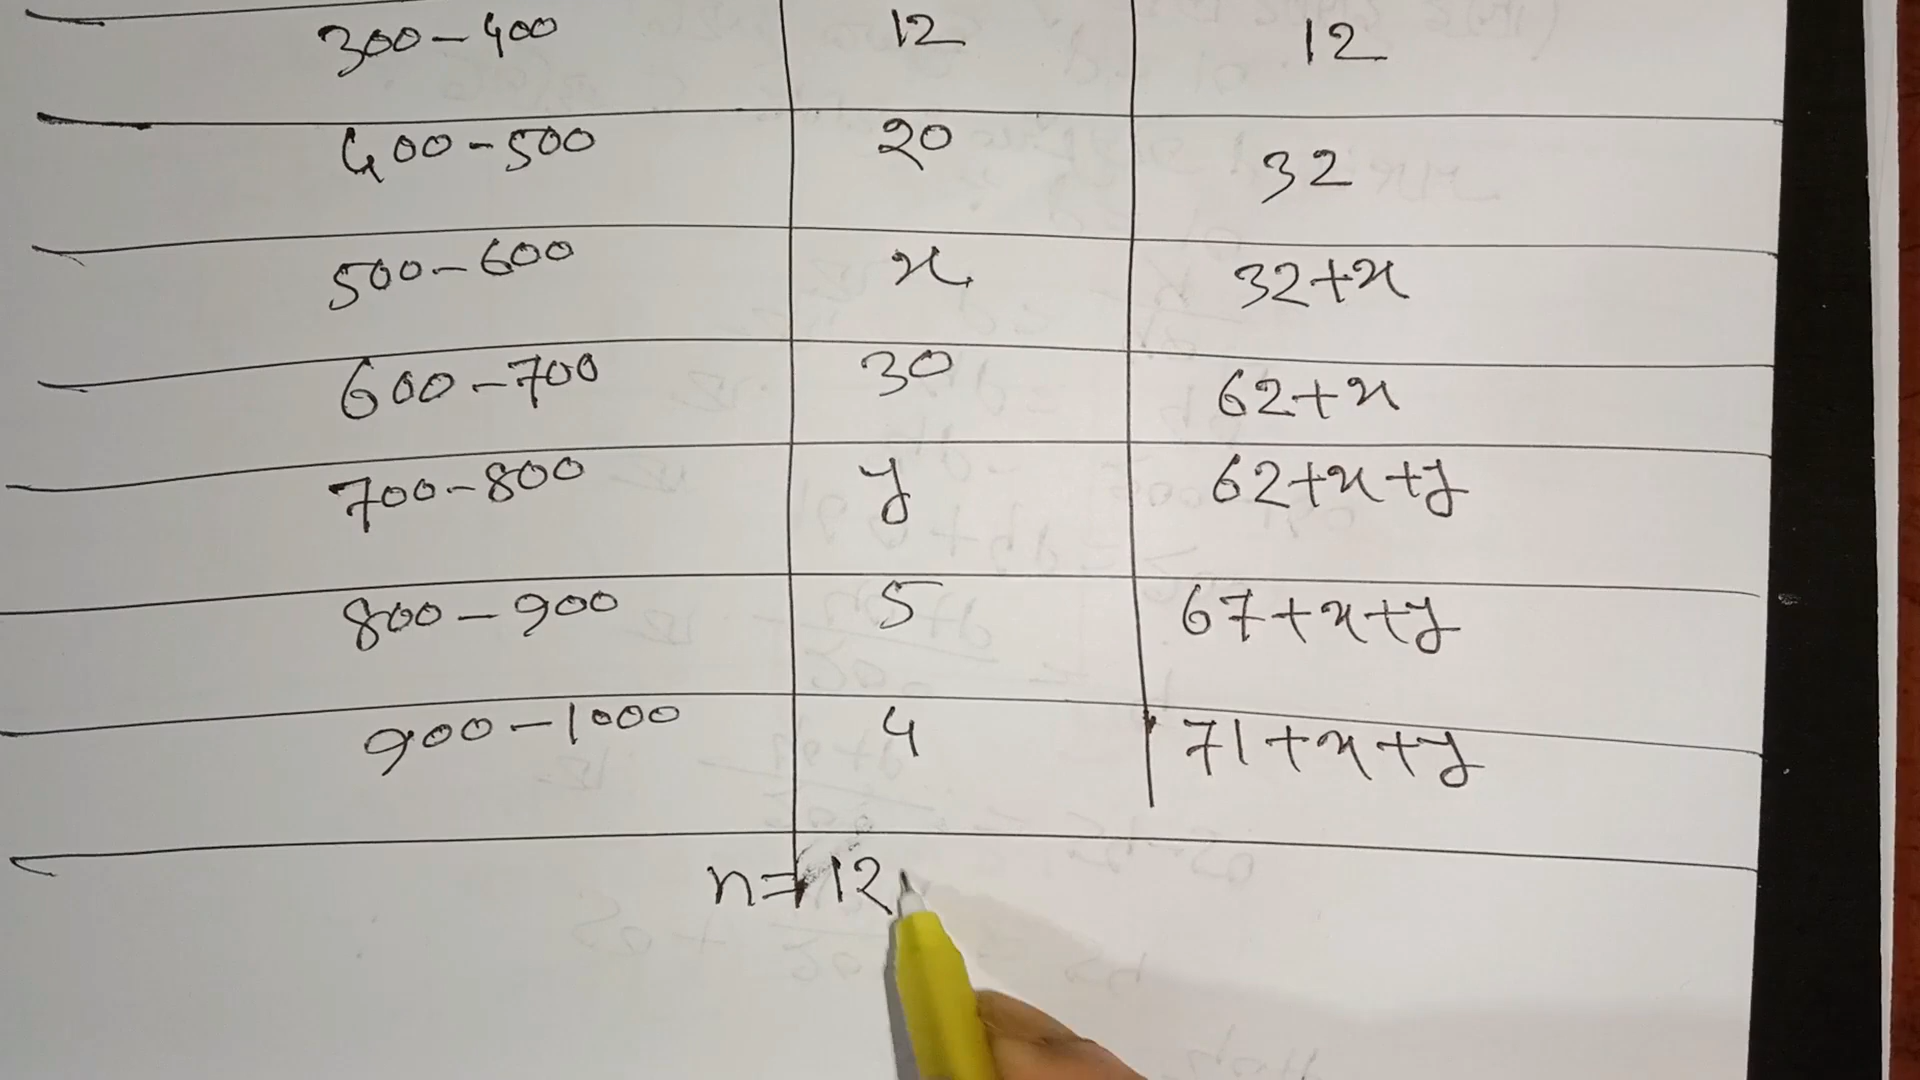 300-400 12 12
400-500 20 32
500-600 x 32+x
600-700 30 62+x
700-800 y 62+x+y
800-900 5 67+x+y
900-1000 4 71+x+y
n=12